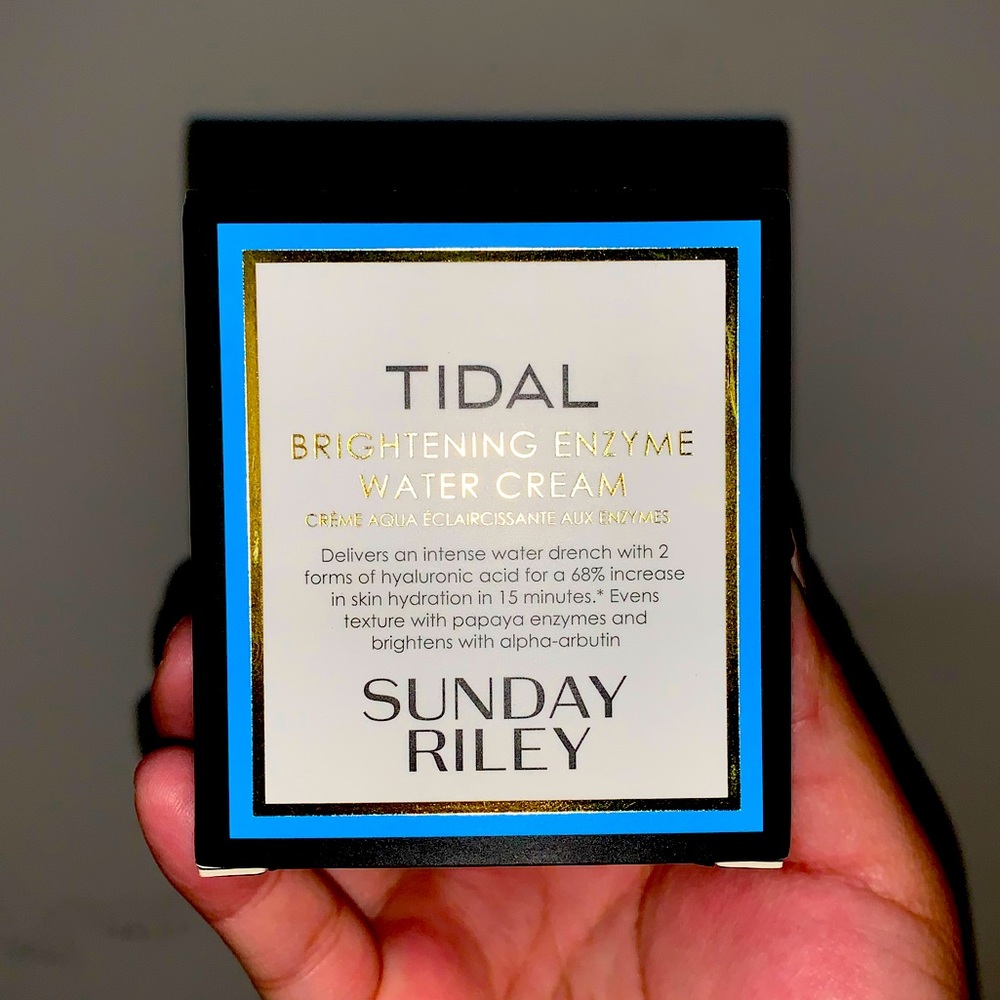 TIDAL
BRIGHTENING ENZYME
WATER CREAM
CRÈME AQUA ÉCLAIRCISSANTE AUX ENZYMES
Delivers an intense water drench with 2
forms of hyaluronic acid for a 68% increase
in skin hydration in 15 minutes.* Evens
texture with papaya enzymes and
brightens with alpha-arbutin
SUNDAY
RILEY